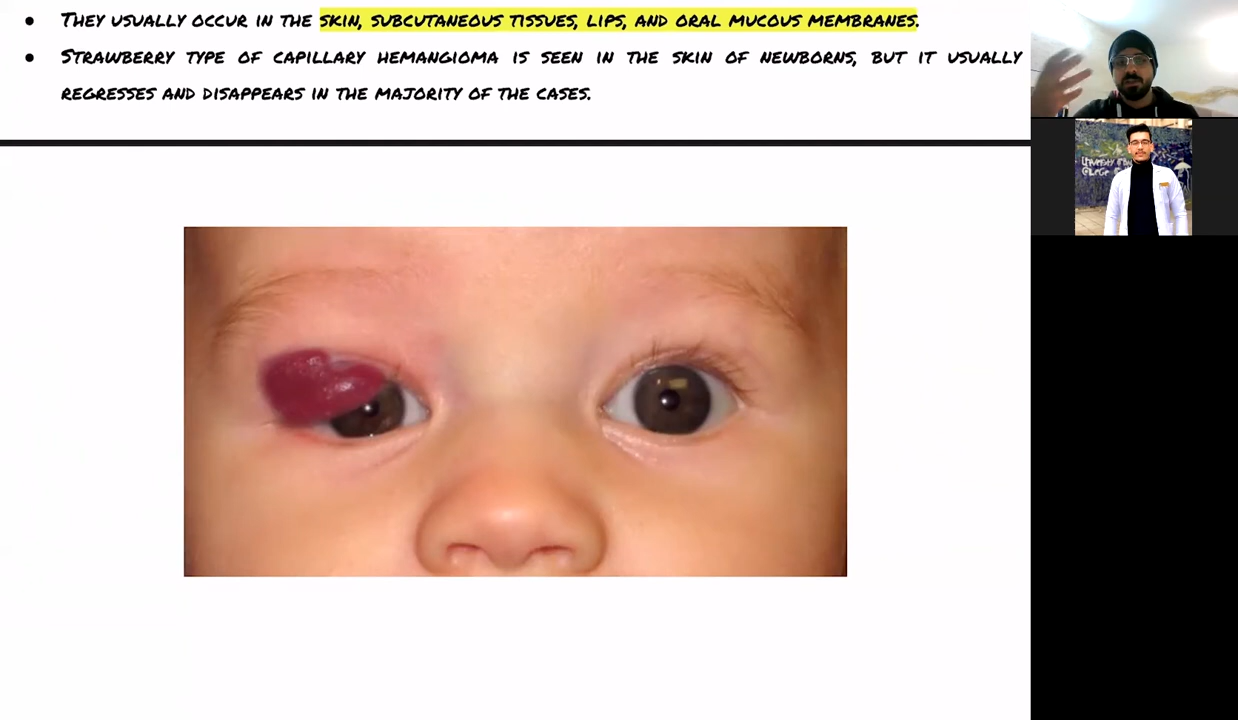 ● They usually occur in the skin, subcutaneous tissues, lips, and oral mucous membranes.
● Strawberry type of capillary hemangioma is seen in the skin of newborns, but it usually
regresses and disappears in the majority of the cases.